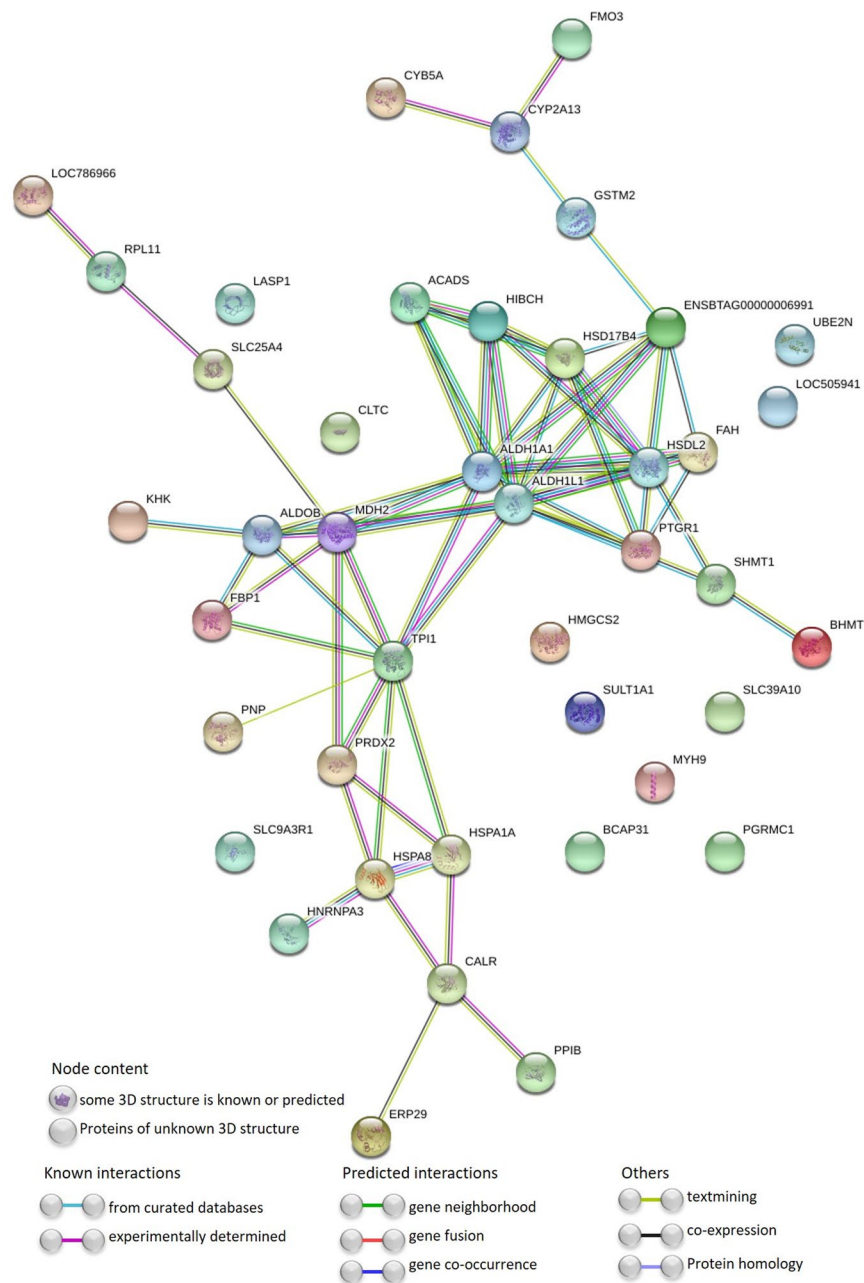 FMO3
CYB5A
CYP2A13
LOC786966
GSTM2
RPL11
LASP1
ACADS
HIBCH
ENSBTAG00000006991
UBE2N
HSD17B4
SLC25A4
LOC505941
CLTC
FAH
ALDH1A1
HSDL2
ALDH1L1
KHK
ALDOB
MDH2
PTGR1
SHMT1
FBP1
HMGCS2
BHMT
TPI1
PNP
SULT1A1
SLC39A10
PRDX2
MYH9
SLC9A3R1
HSPA1A
BCAP31
PGRMC1
HSPA8
HNRNPA3
CALR
PPIB
ERP29
Node content
some 3D structure is known or predicted
Proteins of unknown 3D structure
Known interactions
from curated databases
experimentally determined
Predicted interactions
gene neighborhood
gene fusion
gene co-occurrence
Others
textmining
co-expression
Protein homology